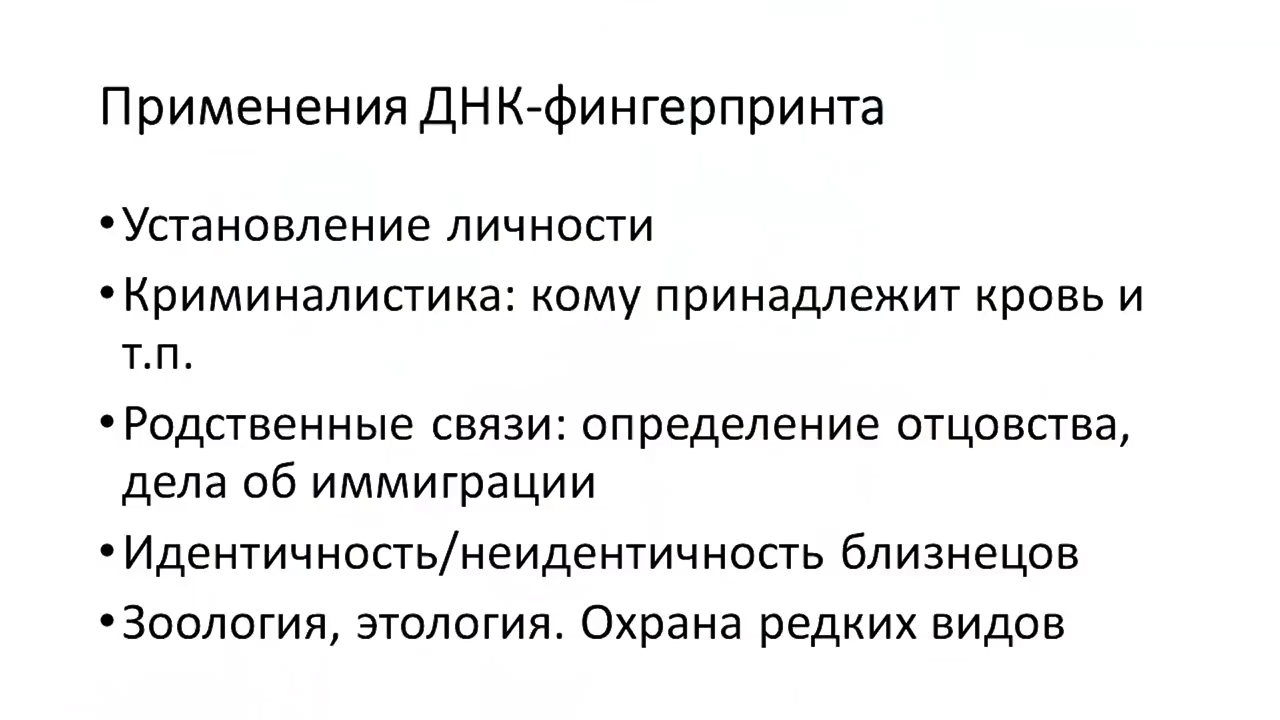 Применения ДНК-фингерпринта
•Установление личности
•Криминалистика: кому принадлежит кровь и
т.п.
•Родственные связи: определение отцовства,
дела об иммиграции
•Идентичность/неидентичность близнецов
•Зоология, этология. Охрана редких видов